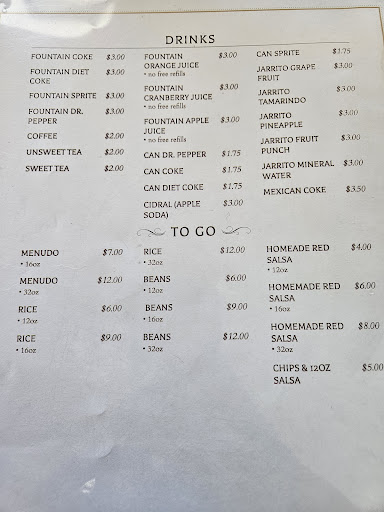 DRINKS
FOUNTAIN COKE $3.00
FOUNTAIN DIET $3.00
COKE
FOUNTAIN SPRITE $3.00
FOUNTAIN DR. $3.00
PEPPER
COFFEE $2.00
UNSWEET TEA $2.00
SWEET TEA $2.00
FOUNTAIN $3.00
ORANGE JUICE
• no free refills
FOUNTAIN $3.00
CRANBERRY JUICE
• no free refills
FOUNTAIN APPLE $3.00
JUICE
• no free refills
CAN DR. PEPPER $1.75
CAN COKE $1.75
CAN DIET COKE $1.75
CIDRAL (APPLE $3.00
SODA)
CAN SPRITE $1.75
JARRITO GRAPE $3.00
FRUIT
JARRITO $3.00
TAMARINDO
JARRITO $3.00
PINEAPPLE
JARRITO FRUIT $3.00
PUNCH
JARRITO MINERAL $3.00
WATER
MEXICAN COKE $3.50
TO GO
MENUDO $7.00
• 16oz
MENUDO $12.00
• 32oz
RICE $6.00
• 12oz
RICE $9.00
• 16oz
RICE $12.00
• 32oz
BEANS $6.00
• 12oz
BEANS $9.00
• 16oz
BEANS $12.00
• 32oz
HOMEADE RED $4.00
SALSA
• 12oz
HOMEMADE RED $6.00
SALSA
• 16oz
HOMEMADE RED $8.00
SALSA
• 32oz
CHIPS & 12OZ $5.00
SALSA